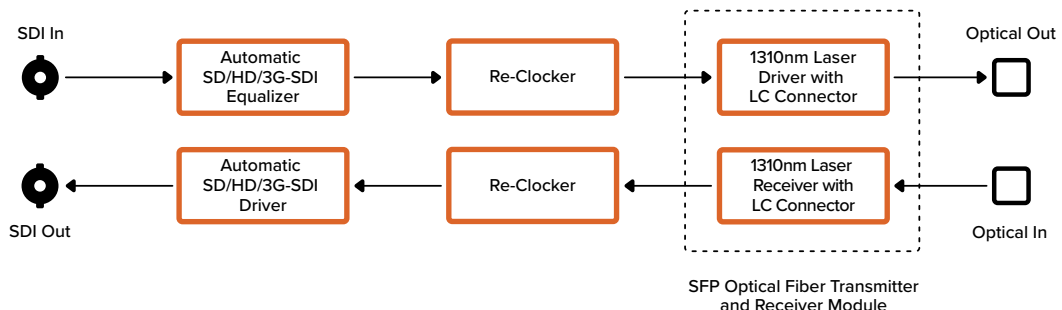 SDI In
Automatic
SD/HD/3G-SDI
Equalizer
Re-Clocker
1310nm Laser
Driver with
LC Connector
Optical Out
SDI Out
Automatic
SD/HD/3G-SDI
Driver
Re-Clocker
1310nm Laser
Receiver with
LC Connector
Optical In
SFP Optical Fiber Transmitter
and Receiver Module